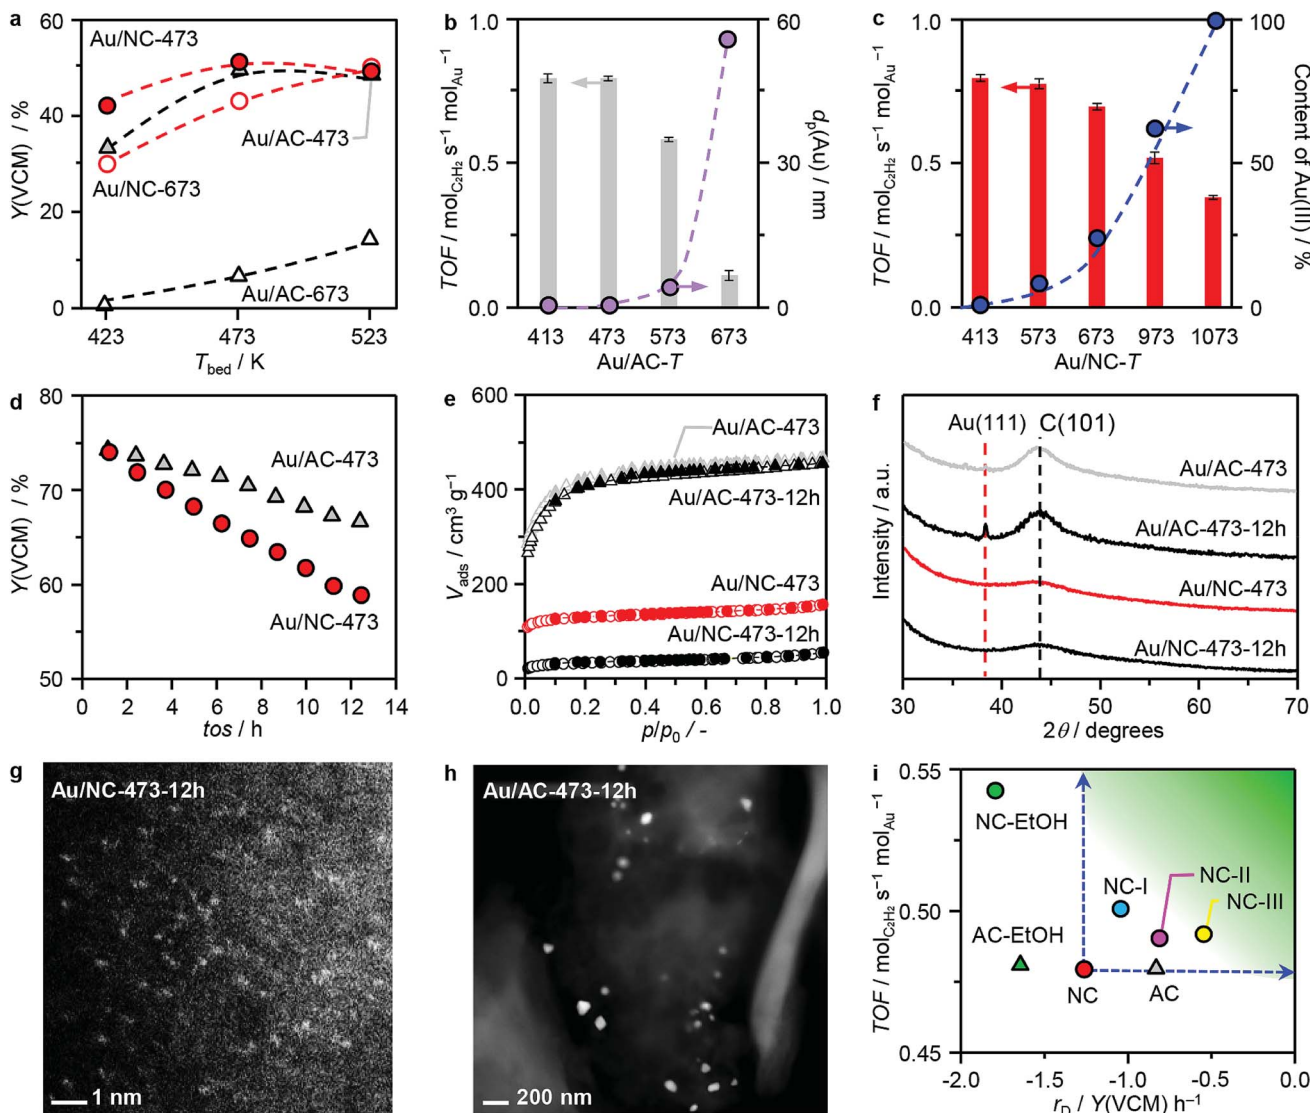 a
60
Au/NC-473
40
Au/AC-473
Au/NC-673
20
Au/AC-673
0
423 473 523
T_bed / K
Y(VCM) / %
b
1.0 60
0.5 30
0.0 0
413 473 573 673
Au/AC-T
TOF / mol_C₂H₂ s⁻¹ mol_Au⁻¹
d_p(Au) / nm
c
1.0 100
0.5 50
0.0 0
413 573 673 973 1073
Au/NC-T
TOF / mol_C₂H₂ s⁻¹ mol_Au⁻¹
Content of
Au(III) / %
d
80
Au/AC-473
70
60
Au/NC-473
50
0 2 4 6 8 10 12 14
tos / h
Y(VCM) / %
e
600
Au/AC-473
400
Au/AC-473-12h
200
Au/NC-473
Au/NC-473-12h
0
0.0 0.2 0.4 0.6 0.8 1.0
p/p₀ / -
V_ads / cm³ g⁻¹
f
Au(111) C(101)
Au/AC-473
Au/AC-473-12h
Au/NC-473
Au/NC-473-12h
30 40 50 60 70
2θ / degrees
Intensity / a.u.
g
Au/NC-473-12h
1 nm
h
Au/AC-473-12h
200 nm
i
0.55
NC-EtOH
NC-I NC-II
NC-III
0.50
AC-EtOH
NC AC
0.45
-2.0 -1.5 -1.0 -0.5 0.0
r_D / Y(VCM) h⁻¹
TOF / mol_C₂H₂ s⁻¹ mol_Au⁻¹